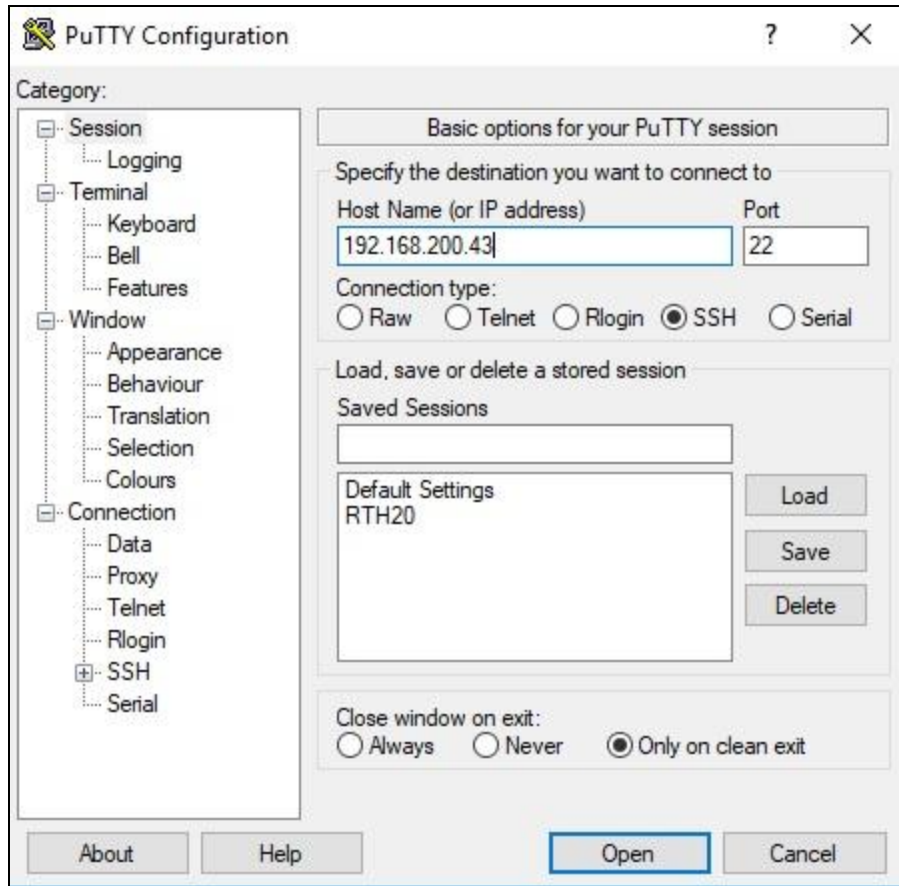 PuTTY Configuration
?
Category:
Session
Logging
Terminal
Keyboard
Bell
Features
Window
Appearance
Behaviour
Translation
Selection
Colours
Connection
Data
Proxy
Telnet
Rlogin
SSH
Serial
Basic options for your PuTTY session
Specify the destination you want to connect to
Host Name (or IP address) Port
192.168.200.43 22
Connection type:
Raw Telnet Rlogin SSH Serial
Load, save or delete a stored session
Saved Sessions
Default Settings
RTH20
Load
Save
Delete
Close window on exit:
Always Never Only on clean exit
About Help Open Cancel